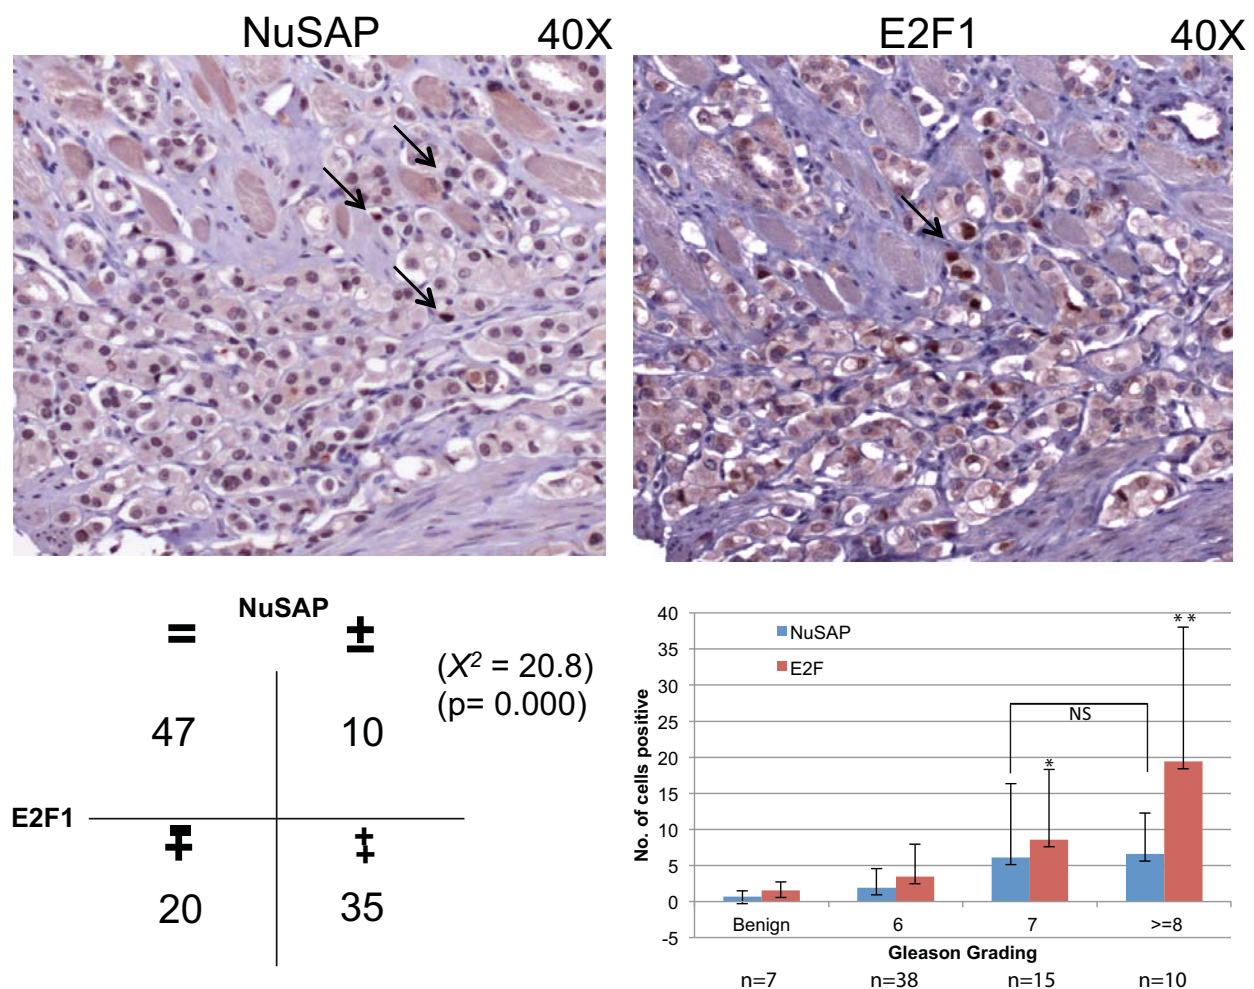 NuSAP 40X
E2F1 40X
NuSAP
= ±
(X² = 20.8)
(p= 0.000)
47 10
E2F1
∓ + +
20 35
NuSAP
E2F
No. of cells positive
40
35
30
25
20
15
10
5
0
-5
NS
*
**
Benign 6 7 >=8
Gleason Grading
n=7 n=38 n=15 n=10